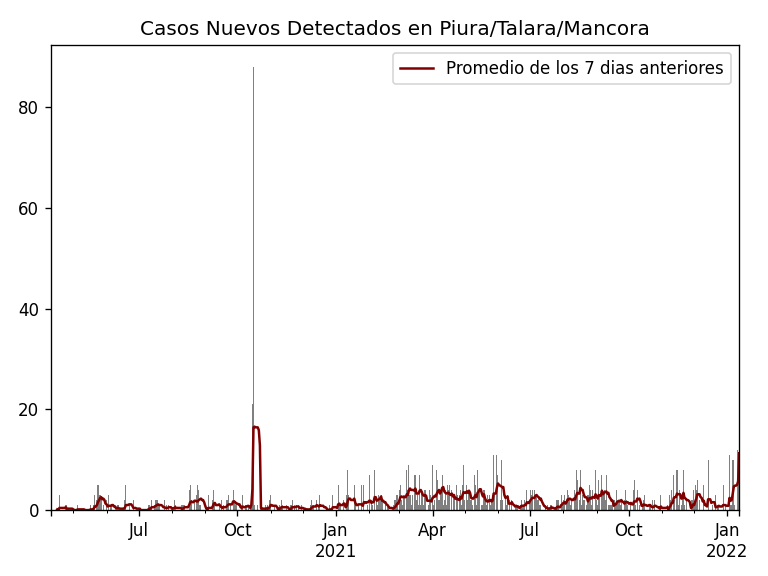 Casos Nuevos Detectados en Piura/Talara/Mancora
Promedio de los 7 dias anteriores
80
60
40
20
0
Jul Oct Jan Apr Jul Oct Jan
2021 2022